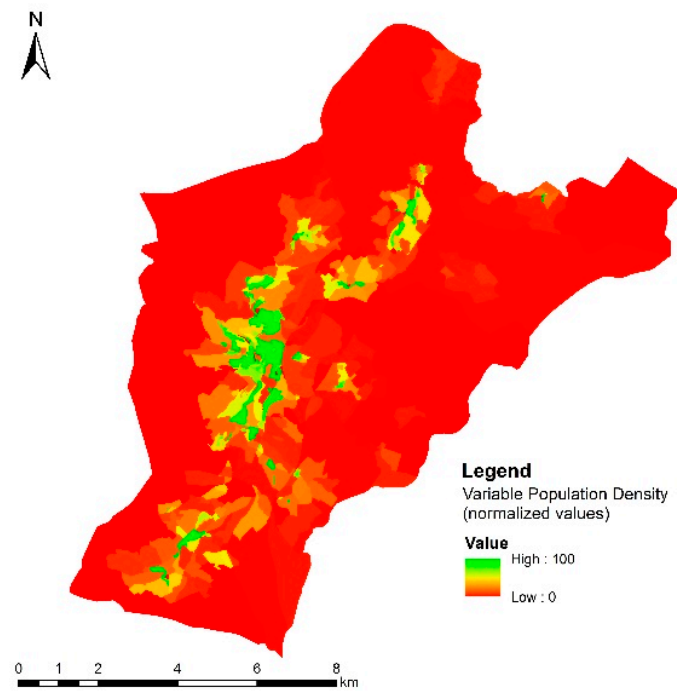 N
Legend
Variable Population Density
(normalized values)
Value
High : 100
Low : 0
0 1 2 4 6 8
km